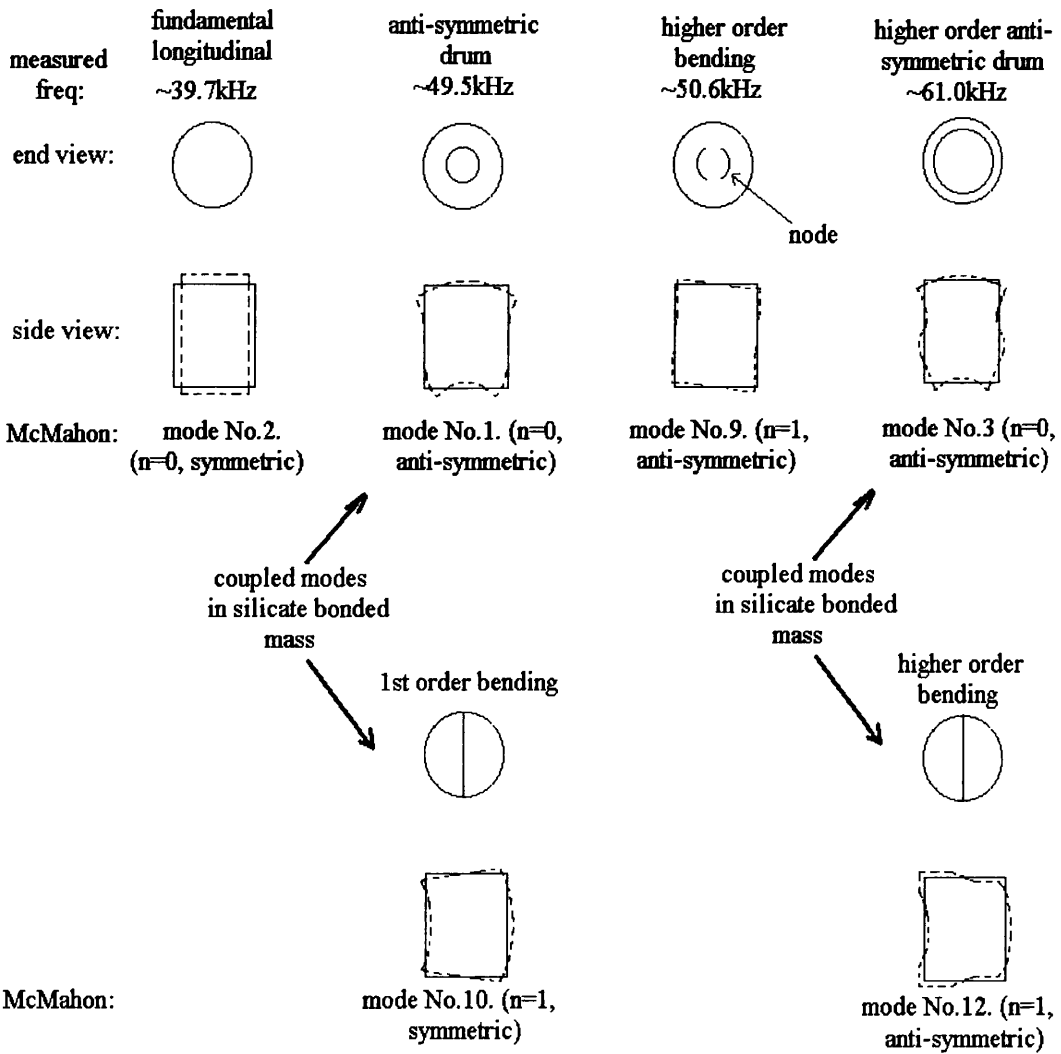 fundamental
longitudinal
anti-symmetric
drum
higher order
bending
higher order anti-
symmetric drum
measured
freq:
~39.7kHz
~49.5kHz
~50.6kHz
~61.0kHz
end view:
node
side view:
McMahon:
mode No.2.
(n=0, symmetric)
mode No.1. (n=0,
anti-symmetric)
mode No.9. (n=1,
anti-symmetric)
mode No.3 (n=0,
anti-symmetric)
coupled modes
in silicate bonded
mass
coupled modes
in silicate bonded
mass
1st order bending
higher order
bending
McMahon:
mode No.10. (n=1,
symmetric)
mode No.12. (n=1,
anti-symmetric)